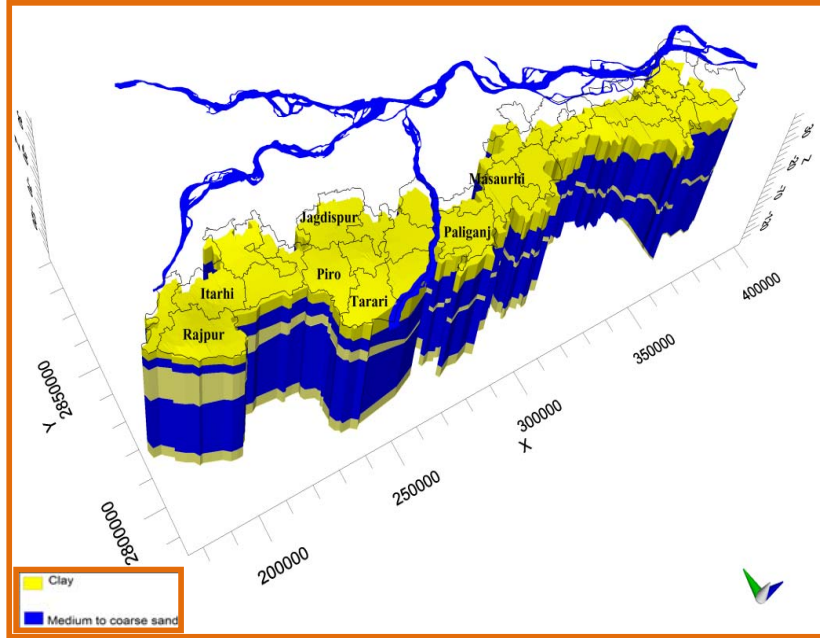 Masaurhi
Jagdispur
Paliganj
Piro
Itarhi
Tarari
Rajpur
400000
350000
300000
250000
200000
2850000
2800000
X
Y
Z
Clay
Medium to coarse sand